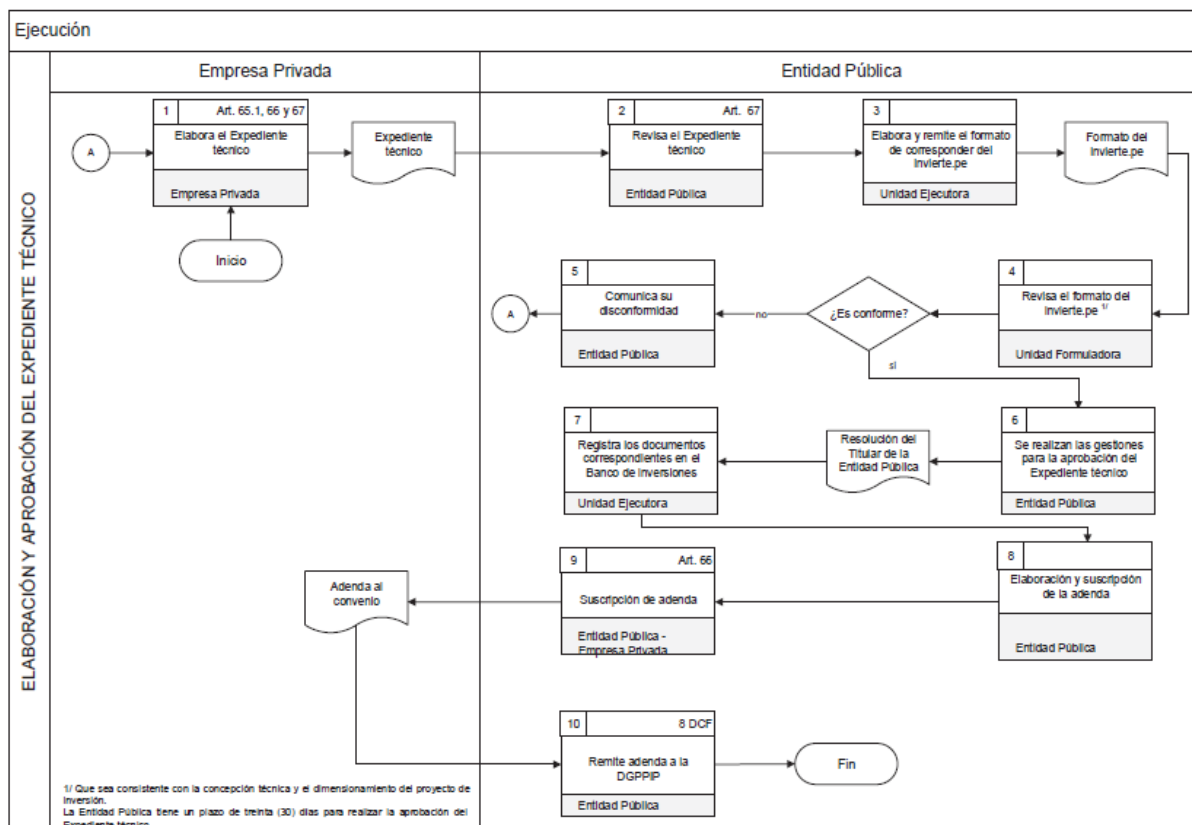 Ejecución
ELABORACIÓN Y APROBACIÓN DEL EXPEDIENTE TÉCNICO
Empresa Privada
Entidad Pública
1
Art. 65.1, 66 y 67
Elabora el Expediente
técnico
Empresa Privada
A
Inicio
Expediente
técnico
2
Art. 67
Revisa el Expediente
técnico
Entidad Pública
3
Elabora y remite el formato
de corresponder del
Invierte.pe
Unidad Ejecutora
Formato del
Invierte.pe
4
Revisa el formato del
Invierte.pe 1/
Unidad Formuladora
¿Es conforme?
no
si
5
Comunica su
disconformidad
Entidad Pública
A
6
Se realizan las gestiones
para la aprobación del
Expediente técnico
Entidad Pública
Resolución del
Titular de la
Entidad Pública
7
Registra los documentos
correspondientes en el
Banco de Inversiones
Unidad Ejecutora
8
Elaboración y suscripción
de la adenda
Entidad Pública
9
Art. 66
Suscripción de adenda
Entidad Pública -
Empresa Privada
Adenda al
convenio
10
8 DCF
Remite adenda a la
DGPPIP
Entidad Pública
Fin
1/ Que sea consistente con la concepción técnica y el dimensionamiento del proyecto de
Inversión.
La Entidad Pública tiene un plazo de treinta (30) días para realizar la aprobación del
Expediente técnico